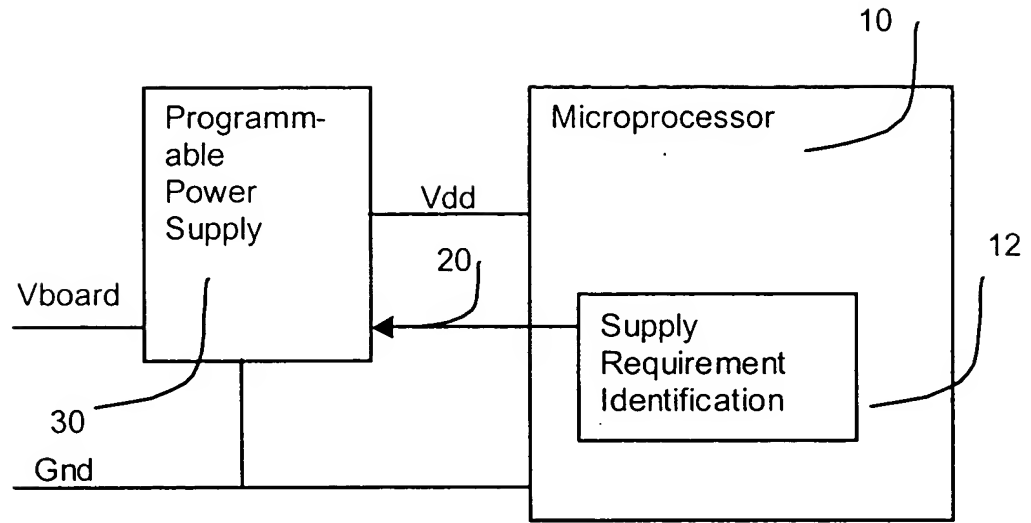 10
Programm-
able
Power
Supply
Microprocessor
Vdd
20
12
Vboard
Supply
Requirement
Identification
30
Gnd